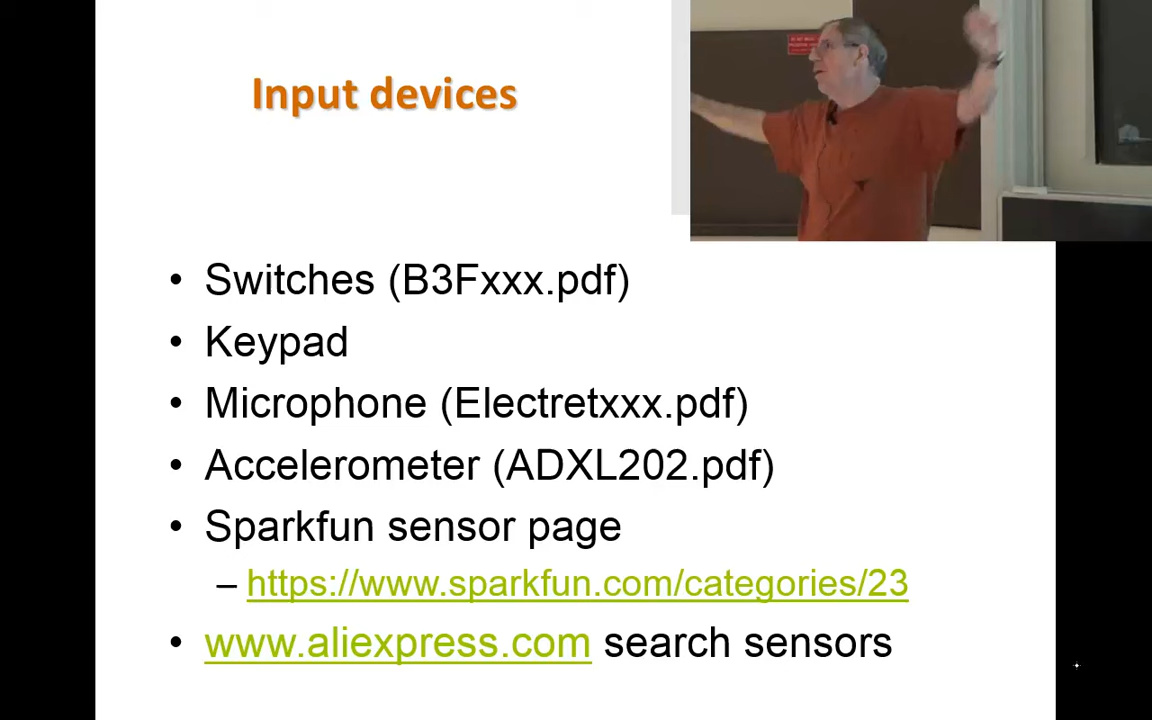 Input devices
• Switches (B3Fxxx.pdf)
• Keypad
• Microphone (Electretxxx.pdf)
• Accelerometer (ADXL202.pdf)
• Sparkfun sensor page
– https://www.sparkfun.com/categories/23
• www.aliexpress.com search sensors